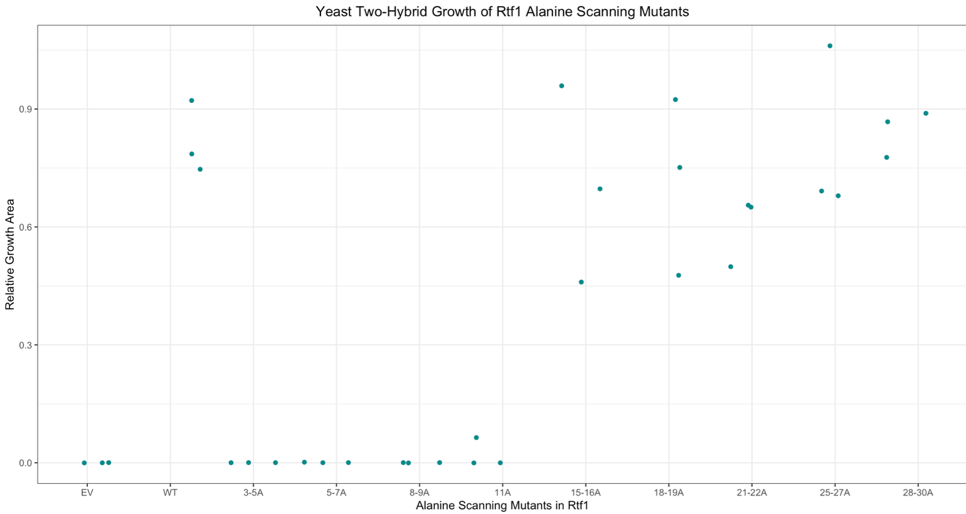 Yeast Two-Hybrid Growth of Rtf1 Alanine Scanning Mutants
Relative Growth Area
0.9
0.6
0.3
0.0
EV WT 3-5A 5-7A 8-9A 11A 15-16A 18-19A 21-22A 25-27A 28-30A
Alanine Scanning Mutants in Rtf1